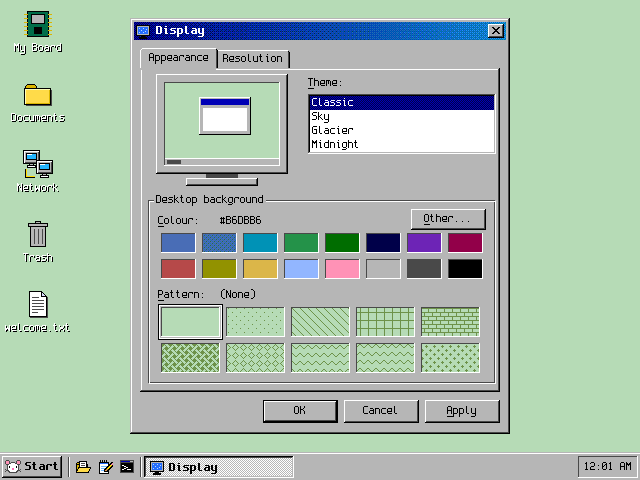 My Board
Documents
Network
Trash
welcome.txt
Display
Appearance
Resolution
Theme:
Classic
Sky
Glacier
Midnight
Desktop background
Colour: #B6DBB6
Other...
Pattern: (None)
OK
Cancel
Apply
Start
Display
12:01 AM